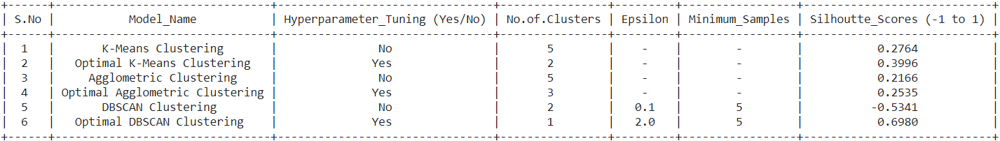 +------+-------------------------------+-------------------------------+----------------+---------+-----------------+---------------------------+
| S.No |          Model_Name           | Hyperparameter_Tuning (Yes/No) | No.of.Clusters | Epsilon | Minimum_Samples | Silhoutte_Scores (-1 to 1) |
+------+-------------------------------+-------------------------------+----------------+---------+-----------------+---------------------------+
| 1 | K-Means Clustering | No | 5 | - | - | 0.2764 |
| 2 | Optimal K-Means Clustering | Yes | 2 | - | - | 0.3996 |
| 3 | Agglometric Clustering | No | 5 | - | - | 0.2166 |
| 4 | Optimal Agglometric Clustering | Yes | 3 | - | - | 0.2535 |
| 5 | DBSCAN Clustering | No | 2 | 0.1 | 5 | -0.5341 |
| 6 | Optimal DBSCAN Clustering | Yes | 1 | 2.0 | 5 | 0.6980 |
+------+-------------------------------+-------------------------------+----------------+---------+-----------------+---------------------------+